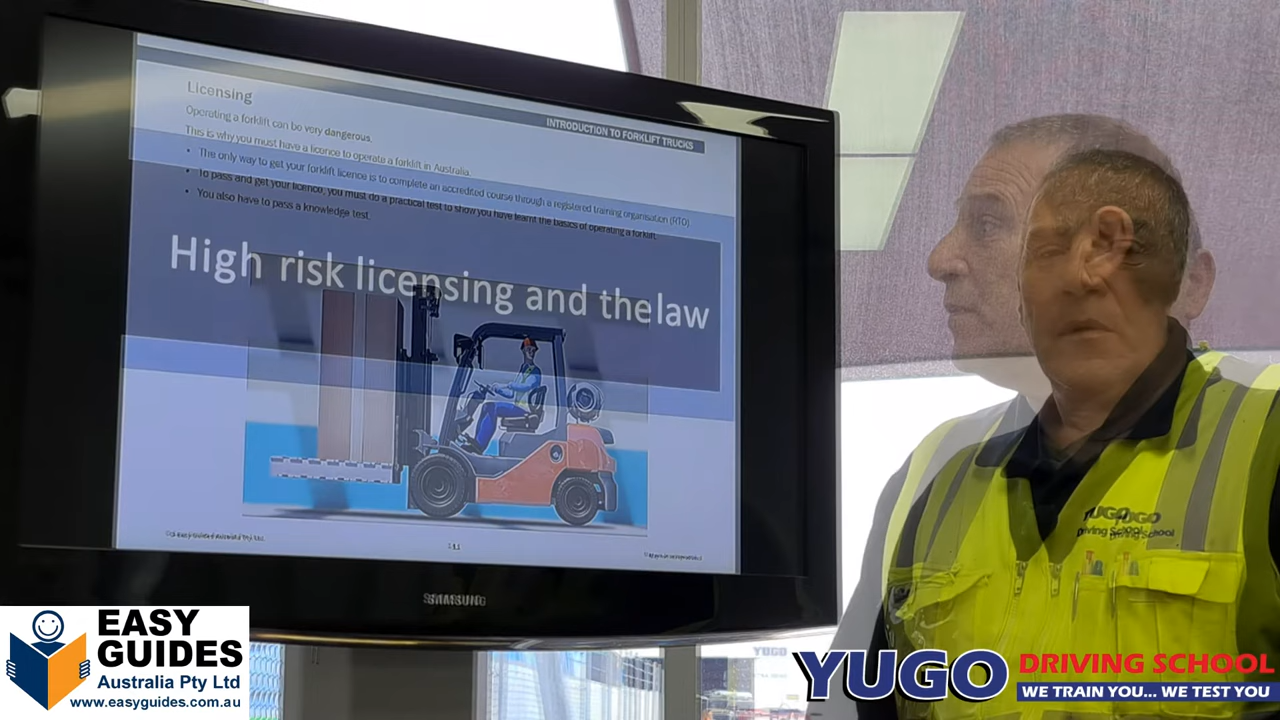 Licensing
INTRODUCTION TO FORKLIFT TRUCKS
Operating a forklift can be very dangerous.
This is why you must have a licence to operate a forklift in Australia.
• The only way to get your forklift licence is to complete an accredited course through a registered training organisation (RTO)
• To pass and get your licence, you must do a practical test to show you have learnt the basics of operating a forklift.
• You also have to pass a knowledge test.
High risk licensing and the law
SAMSUNG
YUGO
Driving School
YUGO
EASY
GUIDES
Australia Pty Ltd
www.easyguides.com.au
YUGO DRIVING SCHOOL
WE TRAIN YOU... WE TEST YOU